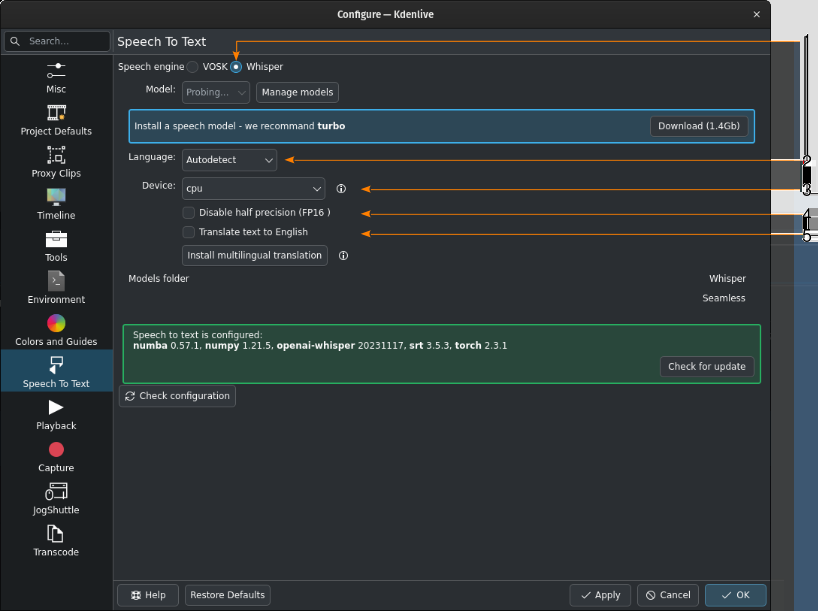 Configure — Kdenlive
Search...
Speech To Text
Misc
Project Defaults
Proxy Clips
Timeline
Tools
Environment
Colors and Guides
Speech To Text
Playback
Capture
JogShuttle
Transcode
Speech engine VOSK Whisper
Model: Probing... Manage models
Install a speech model - we recommand turbo Download (1.4Gb)
Language: Autodetect
Device: cpu
Disable half precision (FP16 )
Translate text to English
Install multilingual translation
Models folder Whisper
Seamless
Speech to text is configured:
numba 0.57.1, numpy 1.21.5, openai-whisper 20231117, srt 3.5.3, torch 2.3.1
Check for update
Check configuration
Help Restore Defaults Apply Cancel OK
2
3
4
5